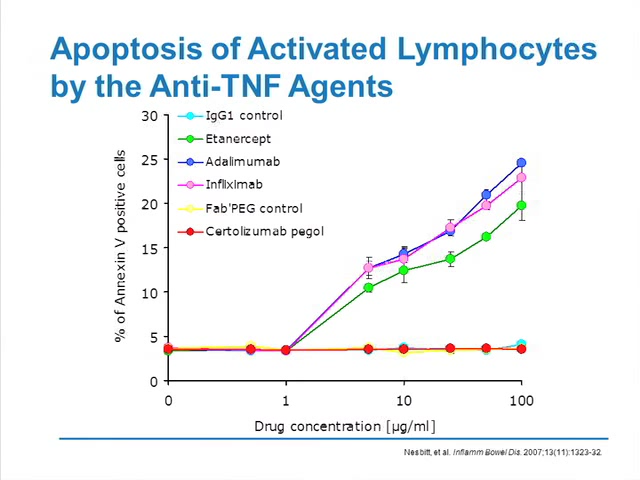 Apoptosis of Activated Lymphocytes
by the Anti-TNF Agents
30
25
20
15
10
5
0
% of Annexin V positive cells
IgG1 control
Etanercept
Adalimumab
Infliximab
Fab'PEG control
Certolizumab pegol
0 1 10 100
Drug concentration [µg/ml]
Nesbitt, et al. Inflamm Bowel Dis. 2007;13(11):1323-32.